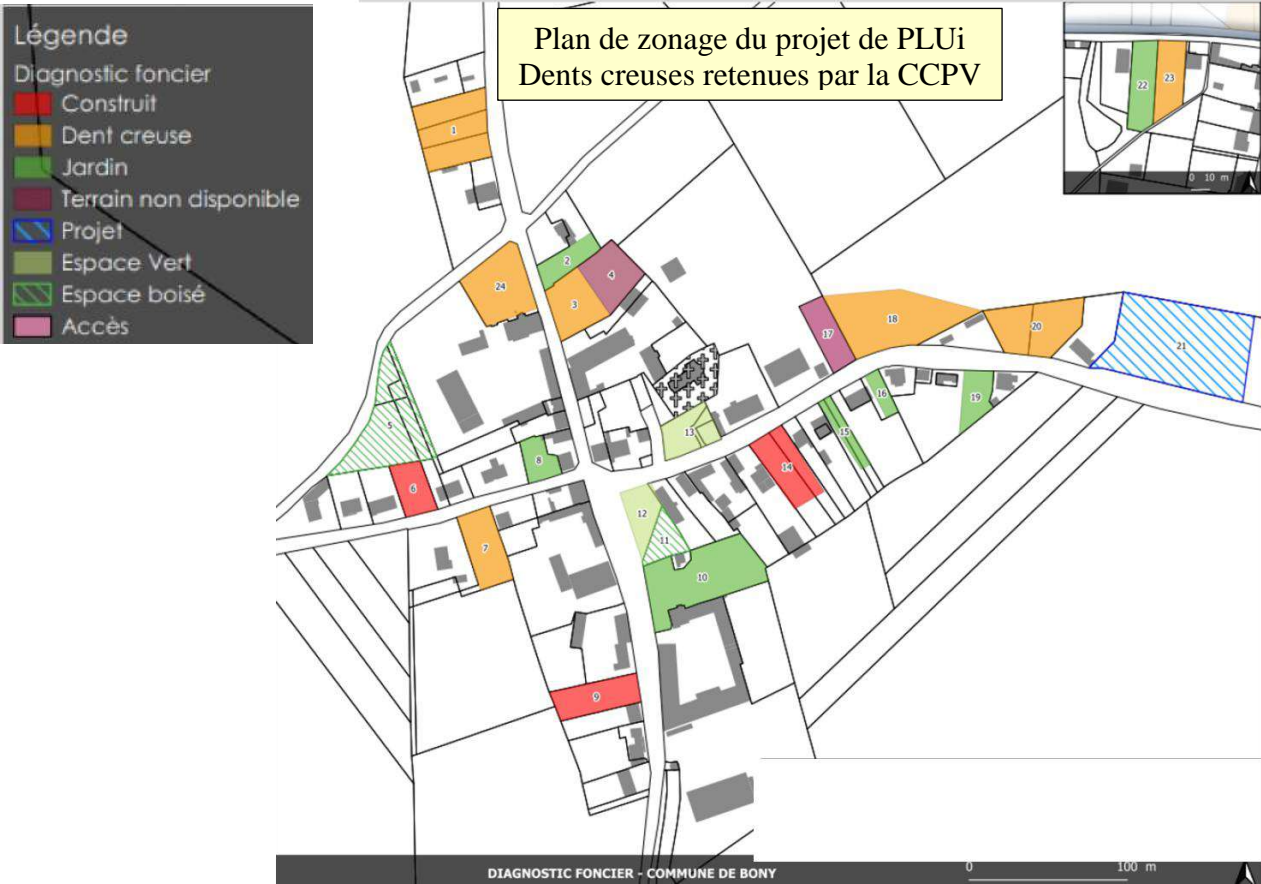 Légende
Diagnostic foncier
Construit
Dent creuse
Jardin
Terrain non disponible
Projet
Espace Vert
Espace boisé
Accès
Plan de zonage du projet de PLUi
Dents creuses retenues par la CCPV
22
23
0 10 m
1
2
4
24
3
17
18
20
21
5
16
19
13
15
8
14
6
12
7
11
10
9
DIAGNOSTIC FONCIER - COMMUNE DE BONY
0 100 m